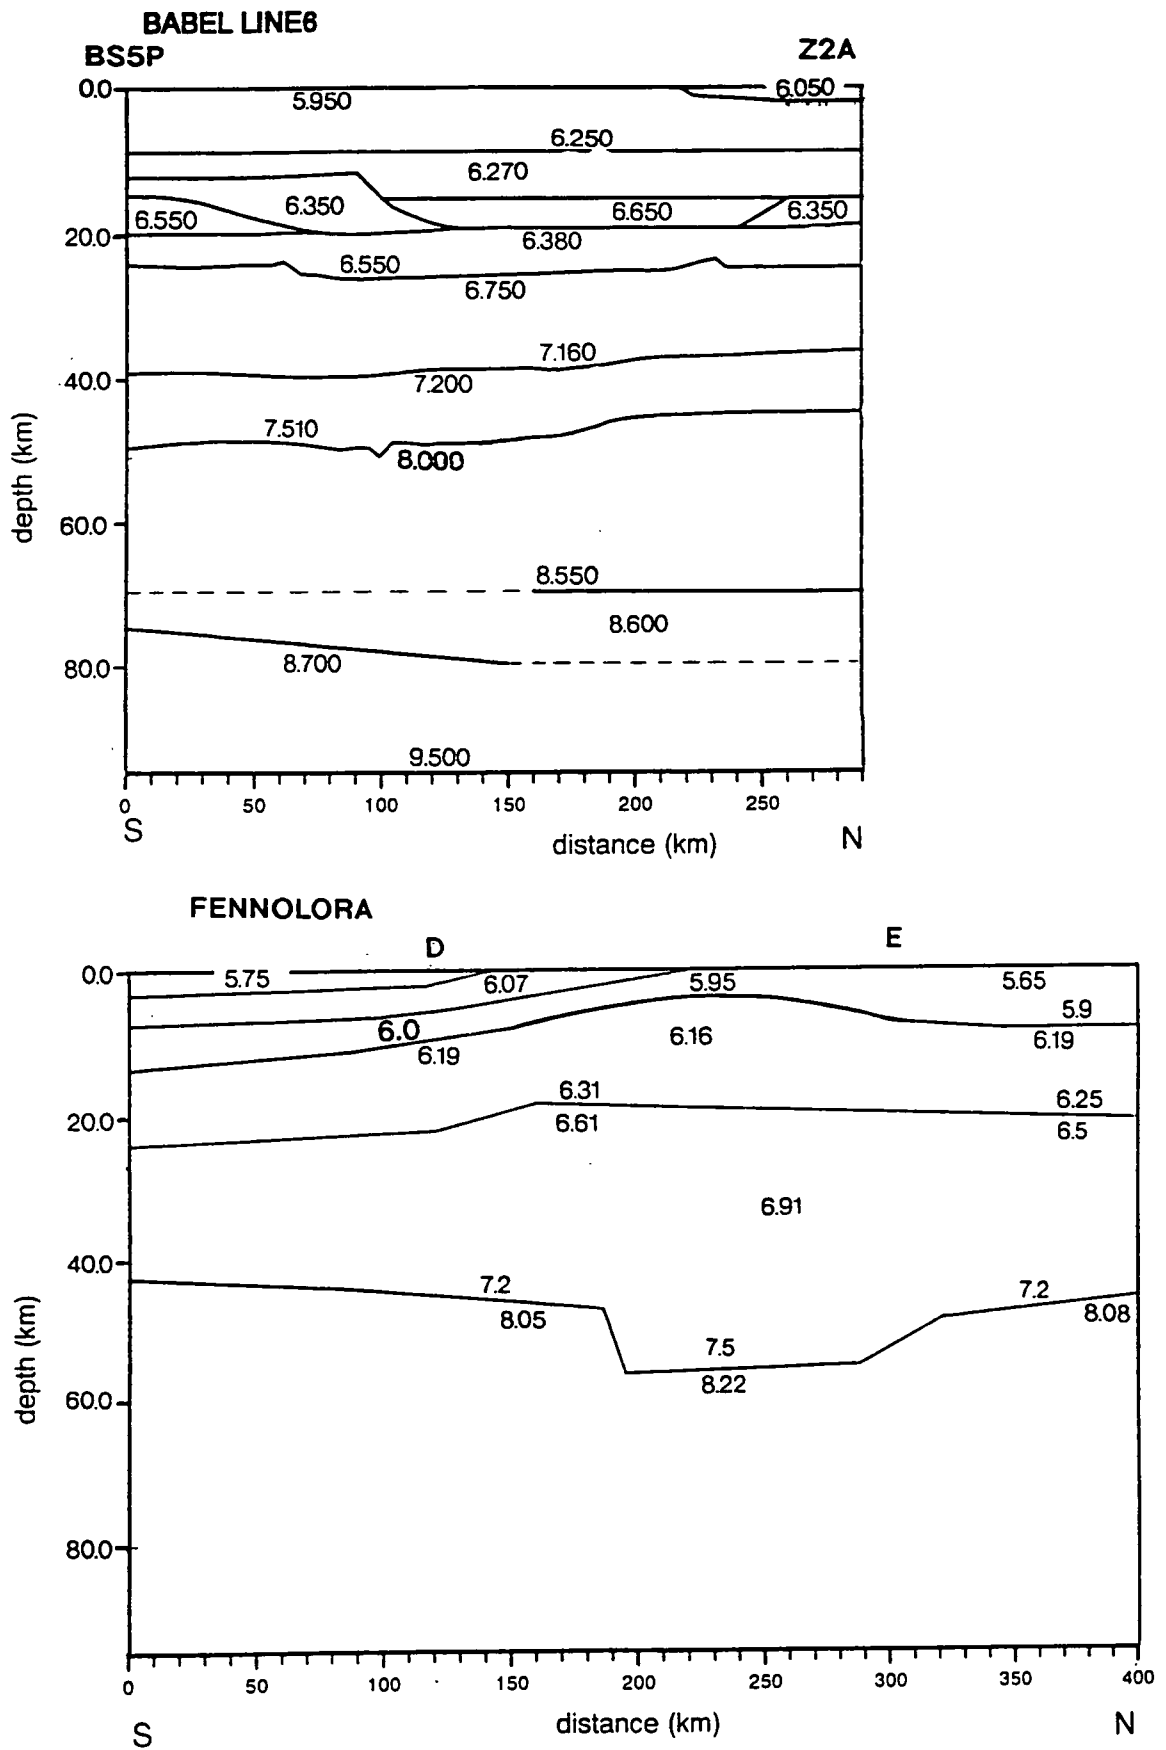 BABEL LINE6
BS5P Z2A
0.0 5.950 6.050
6.250
6.270
6.550 6.350 6.650 6.350
20.0 6.380
6.550
6.750
7.160
40.0 7.200
7.510
8.000
depth (km)
60.0
8.550
8.600
80.0 8.700
9.500
0 50 100 150 200 250
S distance (km) N
FENNOLORA
D E
0.0 5.75 6.07 5.95 5.65
5.9
6.0 6.16 6.19
6.19
6.31 6.25
20.0 6.61 6.5
6.91
40.0
7.2 7.2
8.05 8.08
depth (km)
7.5
60.0 8.22
80.0
0 50 100 150 200 250 300 350 400
S distance (km) N